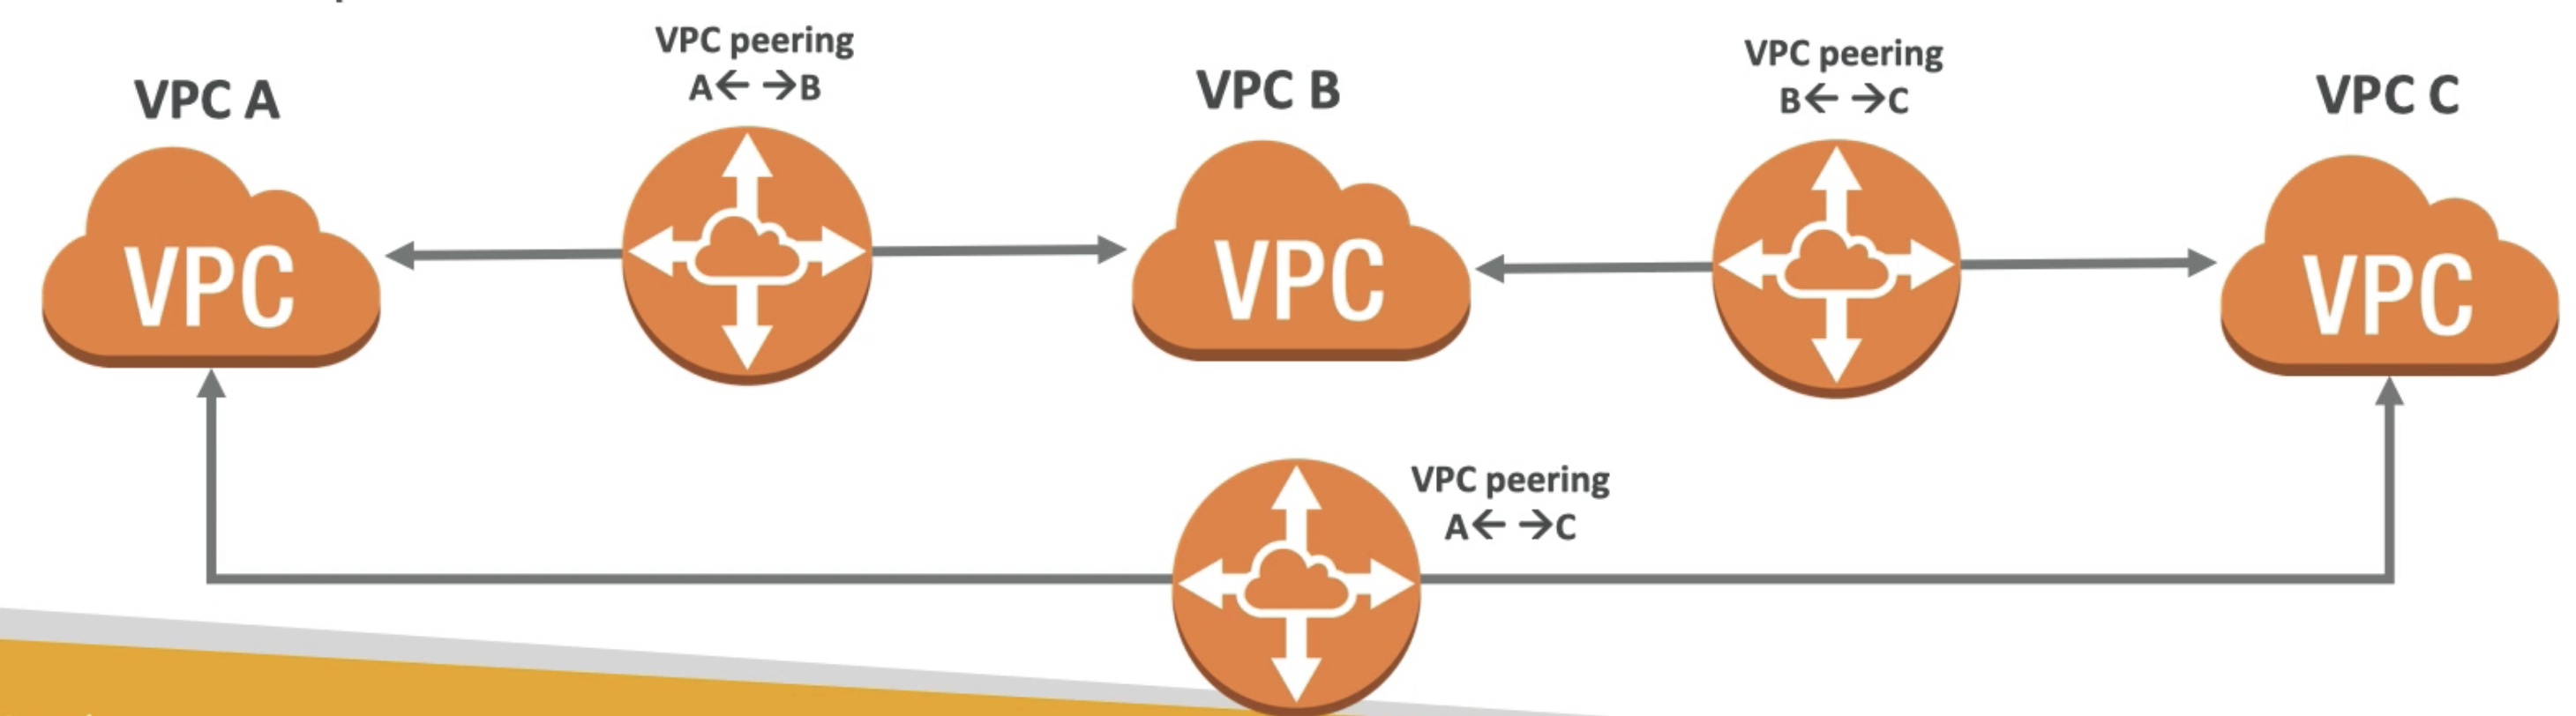 VPC peering
A← →B
VPC A
VPC B
VPC peering
B← →C
VPC C
VPC
VPC
VPC
VPC peering
A← →C